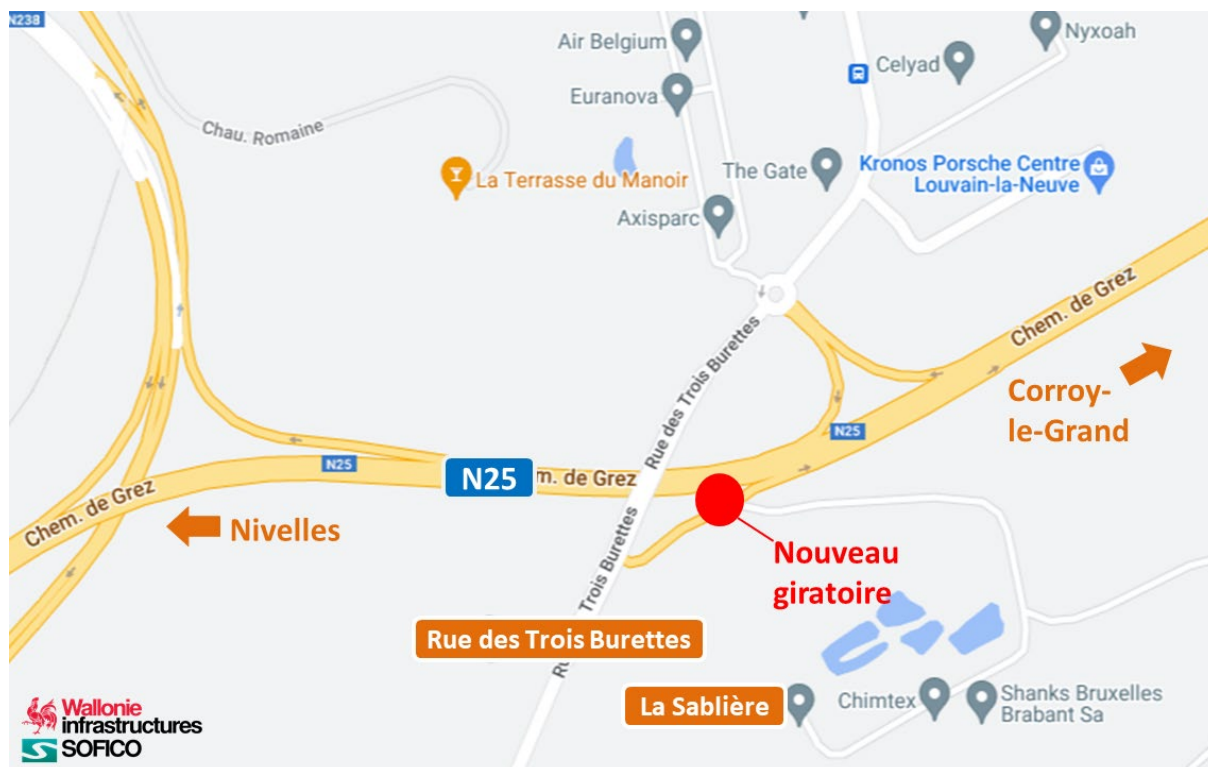 N238
Air Belgium
Nyxoah
Celyad
Euranova
Chau. Romaine
La Terrasse du Manoir
The Gate
Kronos Porsche Centre
Louvain-la-Neuve
Axisparc
Chem. de Grez
Rue des Trois Burettes
Corroy-
le-Grand
N25
N25
N25
m. de Grez
Chem. de Grez
Nivelles
Trois Burettes
Nouveau
giratoire
Rue des Trois Burettes
Ru
La Sablière
Chimtex
Shanks Bruxelles
Brabant Sa
Wallonie
infrastructures
SOFICO